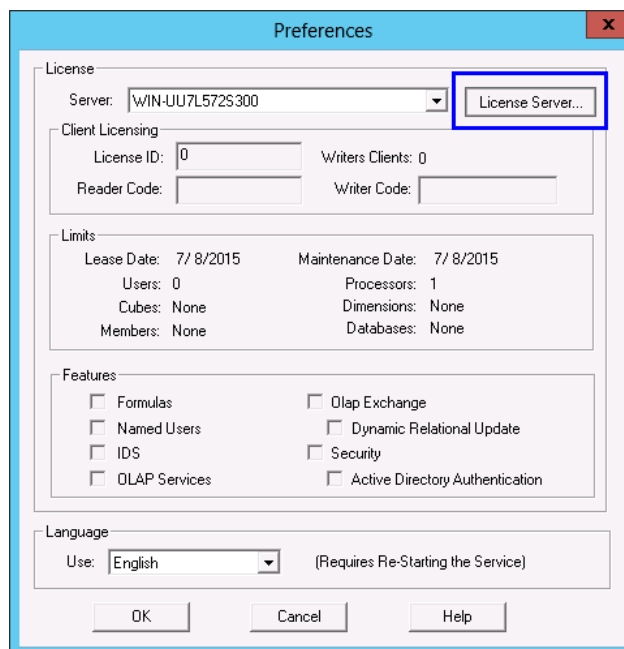 Preferences
x
License
Server: WIN-UU7L572S300 License Server...
Client Licensing
License ID: 0 Writers Clients: 0
Reader Code: Writer Code:
Limits
Lease Date: 7/ 8/2015 Maintenance Date: 7/ 8/2015
Users: 0 Processors: 1
Cubes: None Dimensions: None
Members: None Databases: None
Features
Formulas Olap Exchange
Named Users Dynamic Relational Update
IDS Security
OLAP Services Active Directory Authentication
Language
Use: English (Requires Re-Starting the Service)
OK Cancel Help